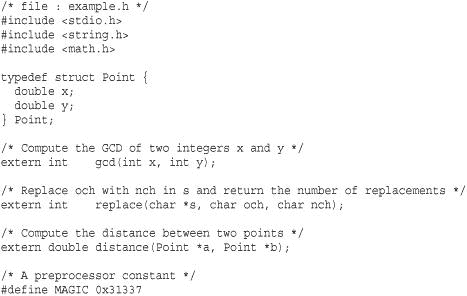 /* file : example.h */
#include <stdio.h>
#include <string.h>
#include <math.h>

typedef struct Point {
  double x;
  double y;
} Point;

/* Compute the GCD of two integers x and y */
extern int    gcd(int x, int y);

/* Replace och with nch in s and return the number of replacements */
extern int    replace(char *s, char och, char nch);

/* Compute the distance between two points */
extern double distance(Point *a, Point *b);

/* A preprocessor constant */
#define MAGIC 0x31337